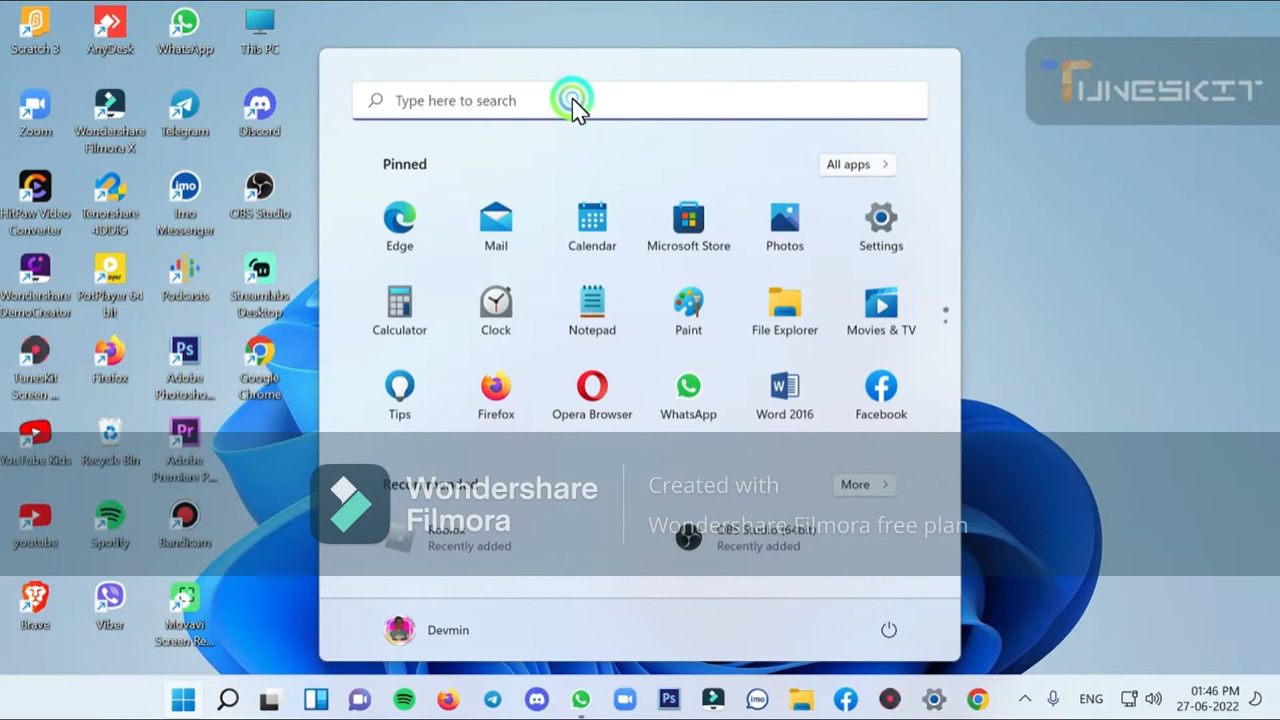 Scratch 3
AnyDesk
WhatsApp
This PC
Zoom
Wondershare
Filmora X
Telegram
Discord
HitPaw Video
Converter
Tenorshare
4DDiG
Imo
Messenger
OBS Studio
Wondershare
DemoCreator
PotPlayer 64
bit
Podcasts
Streamlabs
Desktop
TunesKit
Screen ...
Firefox
Adobe
Photosho...
Google
Chrome
YouTube Kids
Recycle Bin
Adobe
Premiere P...
youtube
Spotify
Bandicam
Brave
Viber
Movavi
Screen Re...
TUNESKIT
Type here to search
Pinned
All apps
Edge
Mail
Calendar
Microsoft Store
Photos
Settings
Calculator
Clock
Notepad
Paint
File Explorer
Movies & TV
Tips
Firefox
Opera Browser
WhatsApp
Word 2016
Facebook
Recommended
More
Roblox
Recently added
OBS Studio (64bit)
Recently added
Wondershare
Filmora
Created with
Wondershare Filmora free plan
Devmin
ENG
01:46 PM
27-06-2022